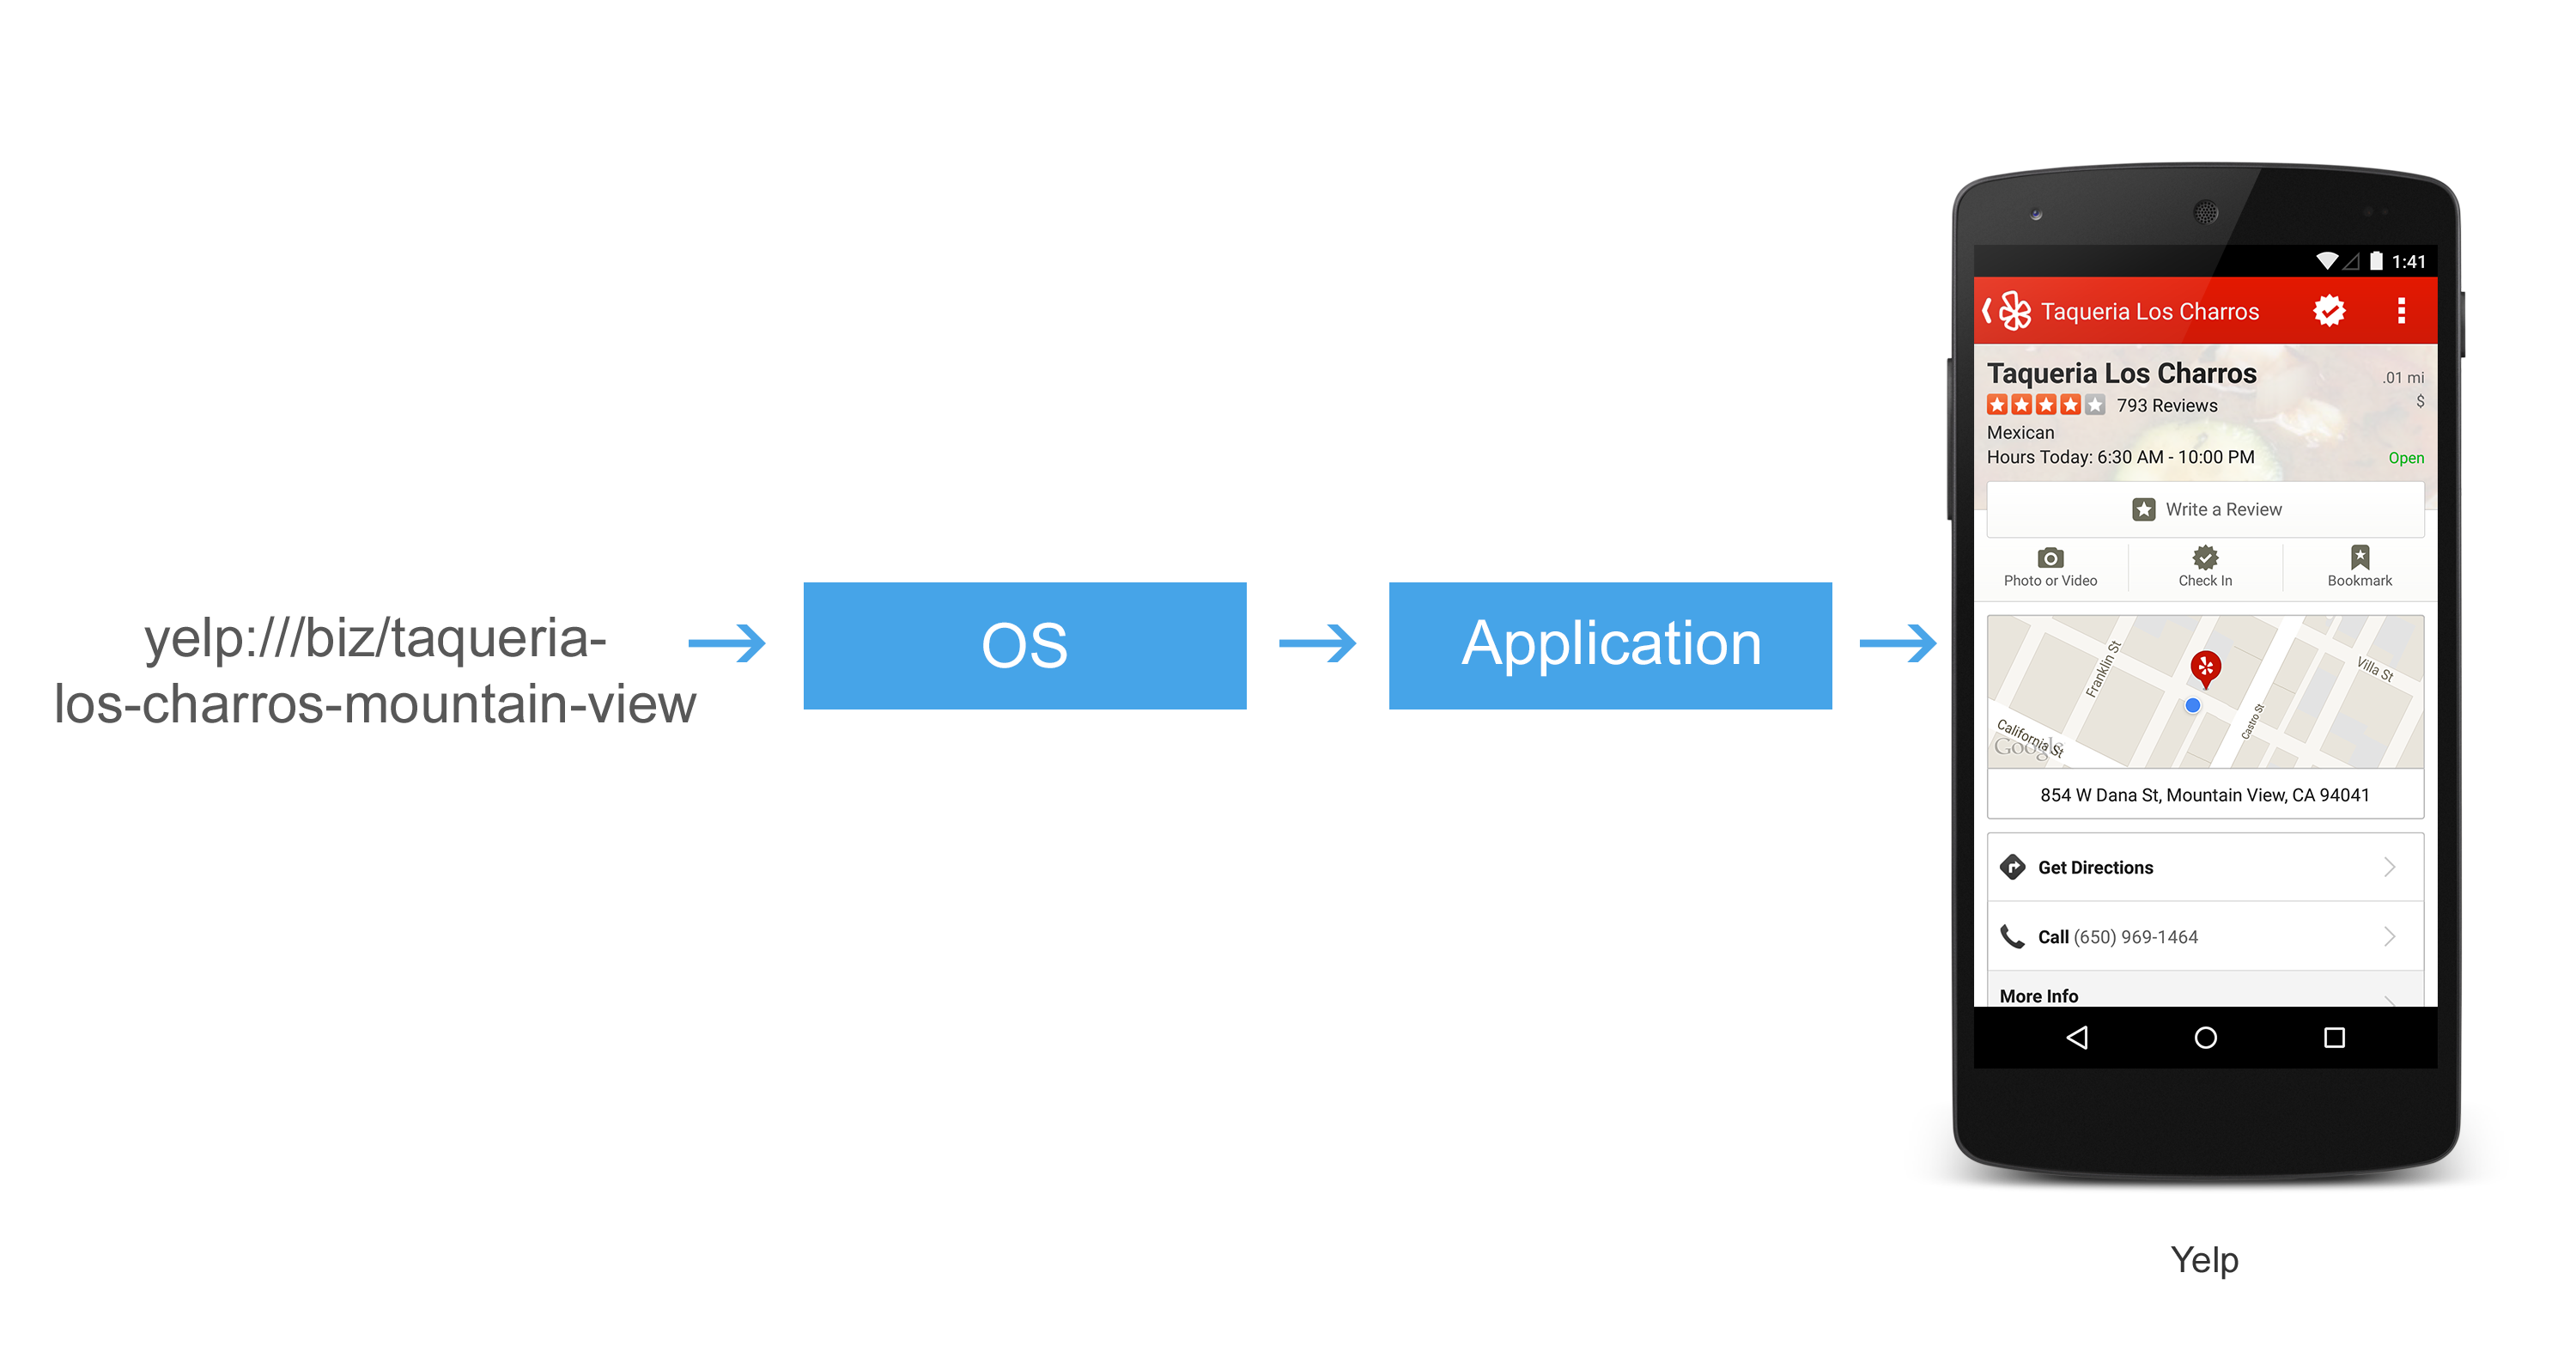 yelp:///biz/taqueria-
los-charros-mountain-view
OS
Application
1:41
Taqueria Los Charros
Taqueria Los Charros
.01 mi
793 Reviews
$
Mexican
Hours Today: 6:30 AM - 10:00 PM
Open
Write a Review
Photo or Video
Check In
Bookmark
Franklin St
Villa St
Castro St
California St
Google
854 W Dana St, Mountain View, CA 94041
Get Directions
Call (650) 969-1464
More Info
Yelp